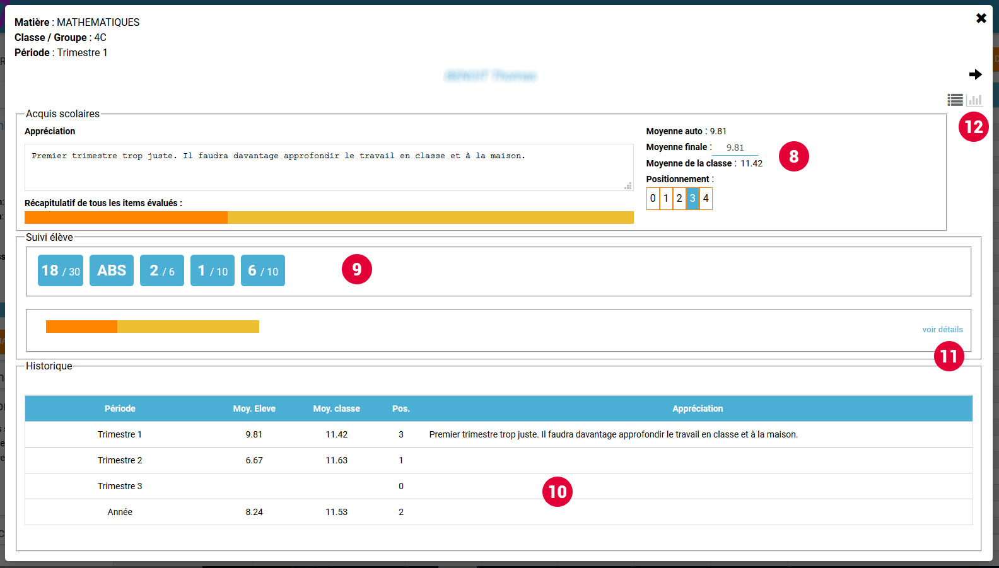 Matière : MATHEMATIQUES
Classe / Groupe : 4C
Période : Trimestre 1
12
Acquis scolaires
Appréciation
Premier trimestre trop juste. Il faudra davantage approfondir le travail en classe et à la maison.
Récapitulatif de tous les items évalués :
Moyenne auto : 9.81
Moyenne finale : 9.81
8
Moyenne de la classe : 11.42
Positionnement :
0 1 2 3 4
Suivi élève
18 / 30 ABS 2 / 6 1 / 10 6 / 10
9
voir détails
11
Historique
Période Moy. Eleve Moy. classe Pos. Appréciation
Trimestre 1 9.81 11.42 3 Premier trimestre trop juste. Il faudra davantage approfondir le travail en classe et à la maison.
Trimestre 2 6.67 11.63 1
Trimestre 3 0
10
Année 8.24 11.53 2